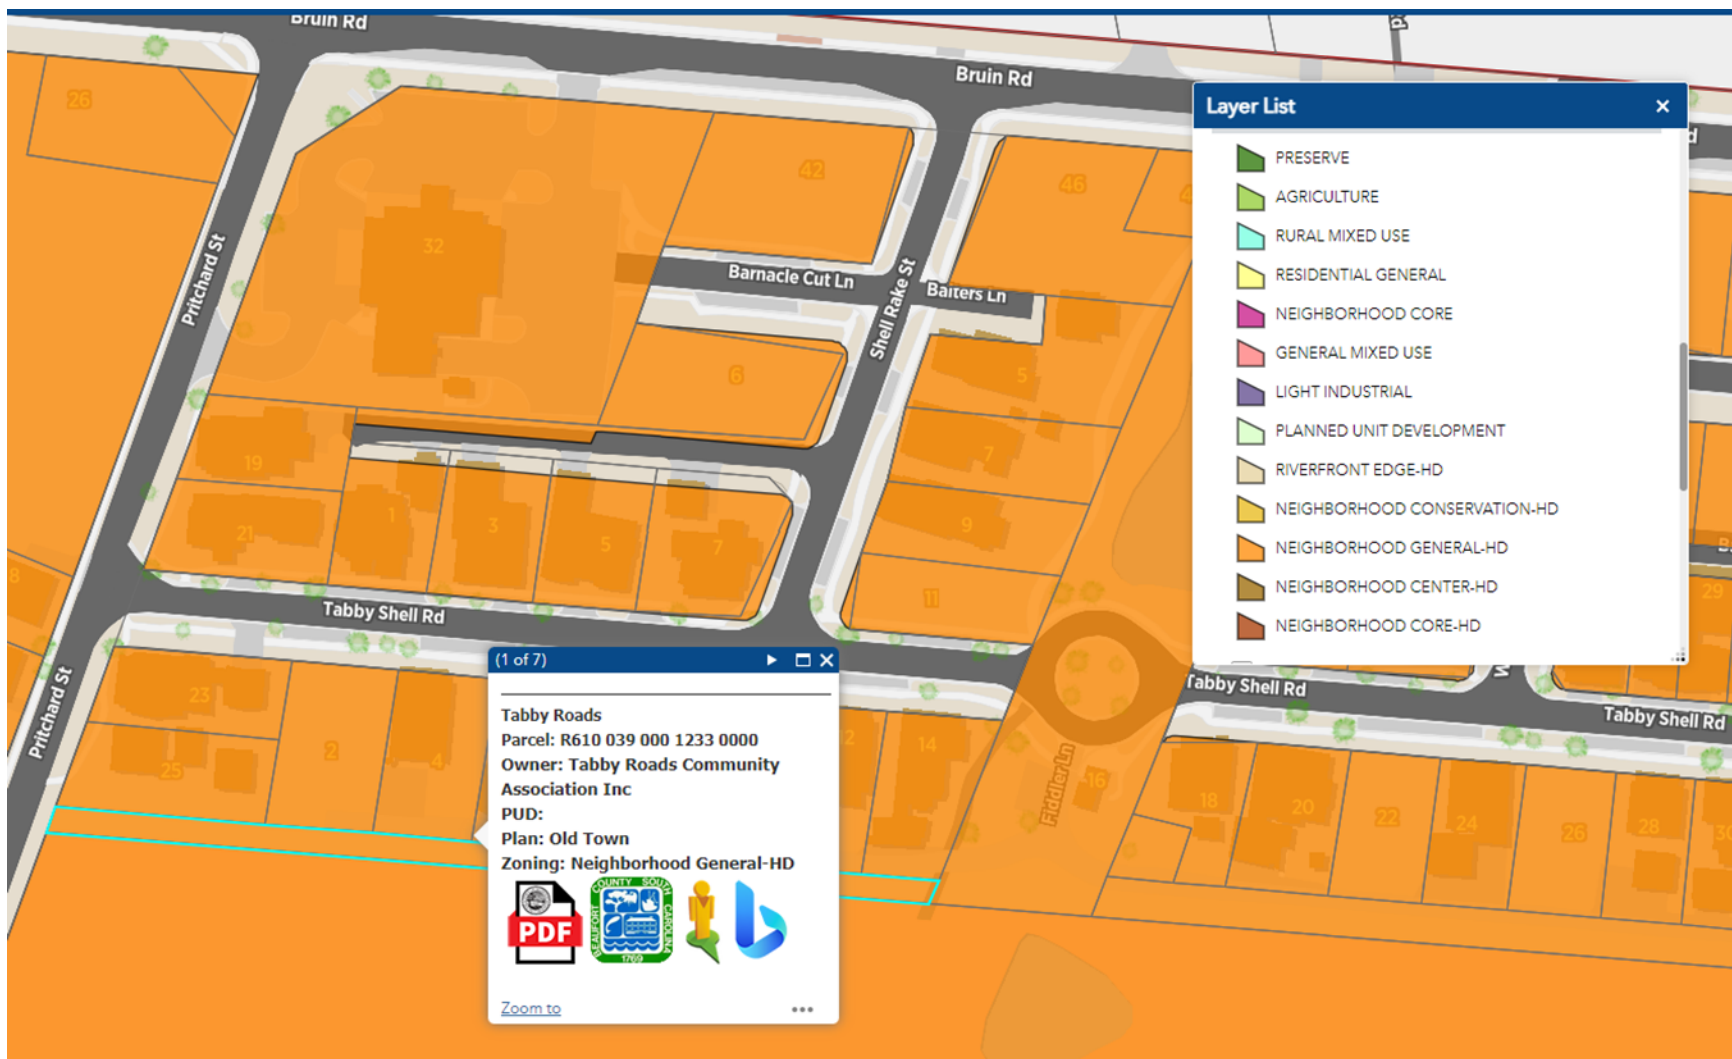 Bruin Rd
Bruin Rd
Rd
26
42
46
32
Pritchard St
Barnacle Cut Ln
Shell Rake St
Baiters Ln
6
5
7
9
11
19
21
1
3
5
7
8
Tabby Shell Rd
Pritchard St
23
25
2
4
12
14
16
Fiddler Ln
Tabby Shell Rd
Tabby Shell Rd
18
20
22
24
26
28
30
29
Layer List
PRESERVE
AGRICULTURE
RURAL MIXED USE
RESIDENTIAL GENERAL
NEIGHBORHOOD CORE
GENERAL MIXED USE
LIGHT INDUSTRIAL
PLANNED UNIT DEVELOPMENT
RIVERFRONT EDGE-HD
NEIGHBORHOOD CONSERVATION-HD
NEIGHBORHOOD GENERAL-HD
NEIGHBORHOOD CENTER-HD
NEIGHBORHOOD CORE-HD
(1 of 7)
Tabby Roads
Parcel: R610 039 000 1233 0000
Owner: Tabby Roads Community
Association Inc
PUD:
Plan: Old Town
Zoning: Neighborhood General-HD
PDF
BEAUFORT COUNTY SOUTH CAROLINA
1769
Zoom to